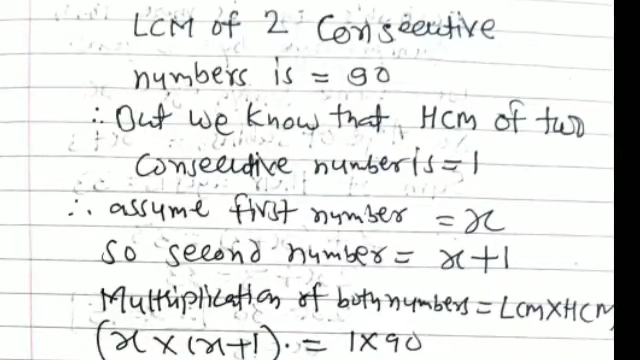 LCM of 2 Consecutive
numbers is = 90
∴ But we know that, HCM of two
Consecutive number is = 1
∴ assume first number = x
So second number = x+1
Multiplication of both numbers = LCM X HCM
(x X (x+1). = 1 X 90